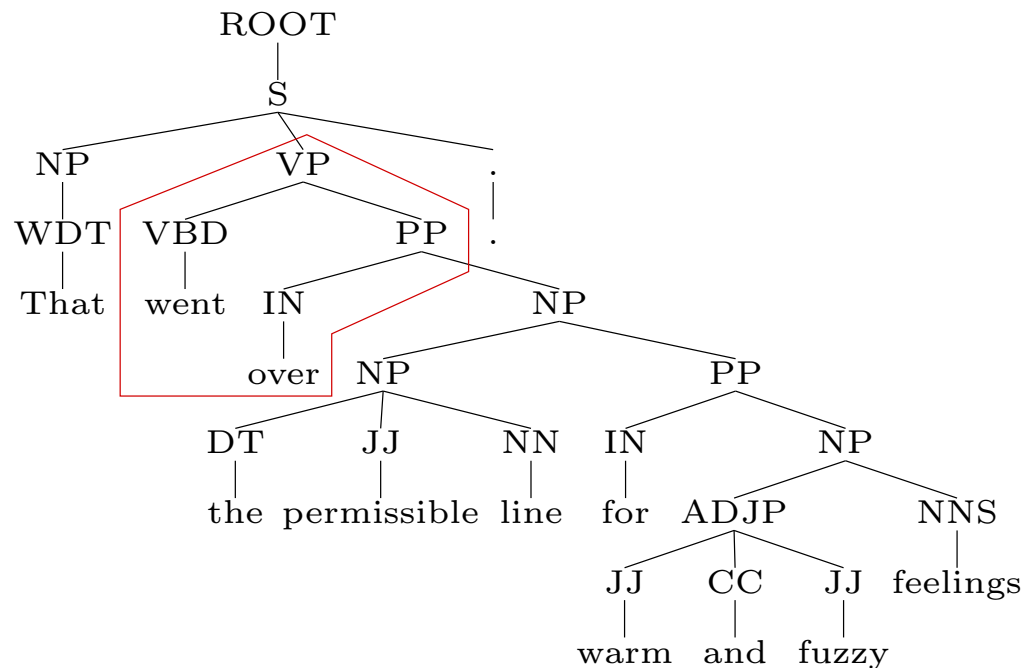 ROOT
S
NP VP .
WDT VBD PP .
That went IN NP
over NP PP
DT JJ NN IN NP
the permissible line for ADJP NNS
JJ CC JJ feelings
warm and fuzzy